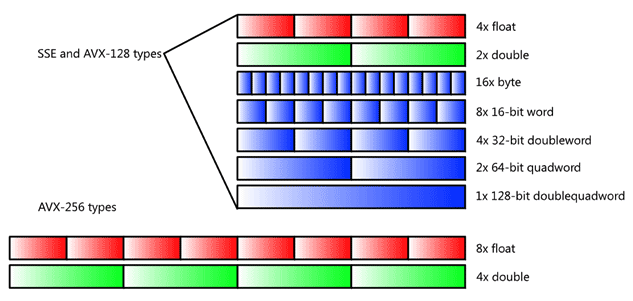 4x float
SSE and AVX-128 types
2x double
16x byte
8x 16-bit word
4x 32-bit doubleword
2x 64-bit quadword
1x 128-bit doublequadword
AVX-256 types
8x float
4x double